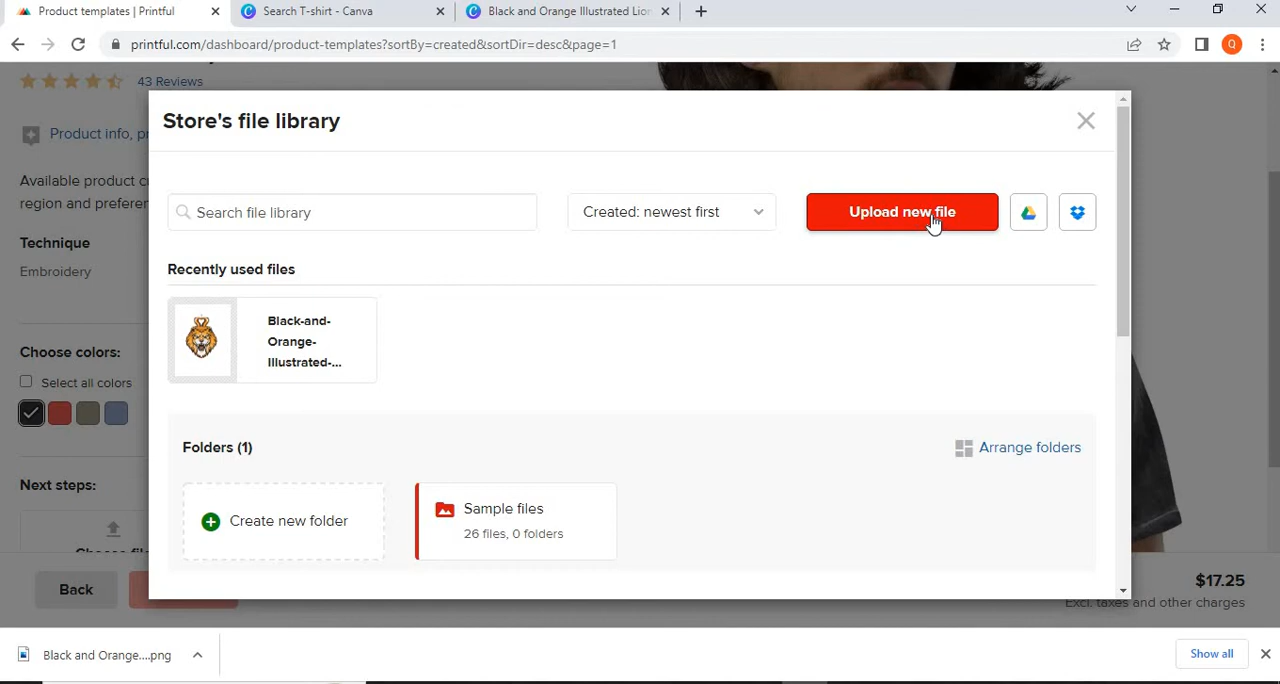 Product templates | Printful
Search T-shirt - Canva
Black and Orange Illustrated Lion
printful.com/dashboard/product-templates?sortBy=created&sortDir=desc&page=1
Q
43 Reviews
Store's file library
Product info, p
Available product c
region and preferen
Search file library
Created: newest first
Upload new file
Technique
Embroidery
Recently used files
Black-and-
Orange-
Illustrated-...
Choose colors:
Select all colors
Folders (1)
Arrange folders
Next steps:
Create new folder
Sample files
26 files, 0 folders
Back
$17.25
Excl. taxes and other charges
Black and Orange....png
Show all